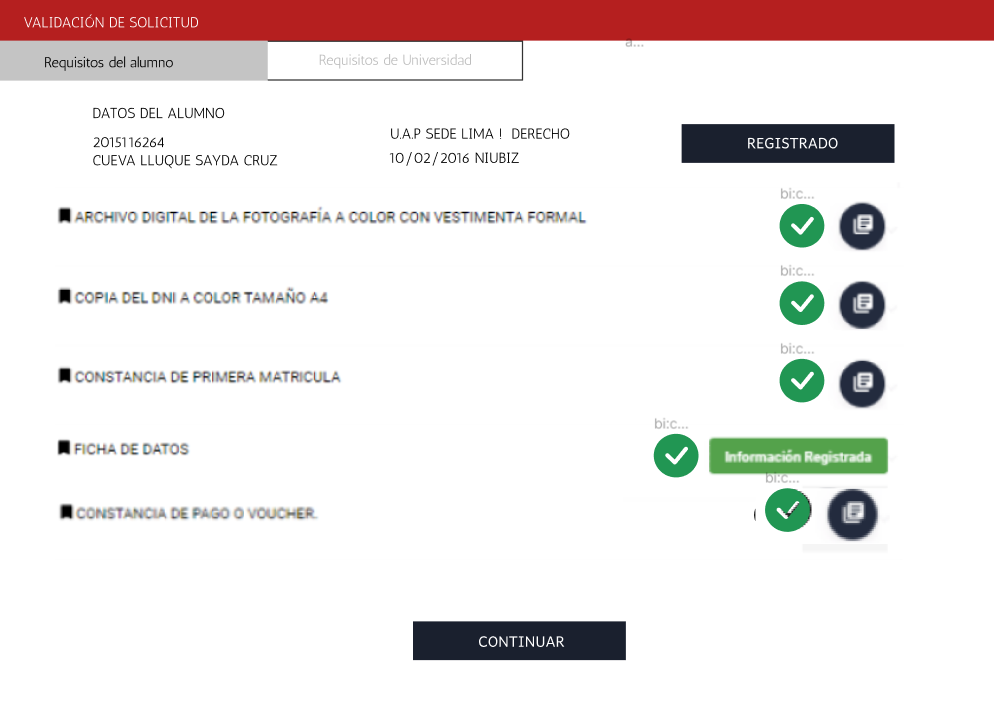 VALIDACIÓN DE SOLICITUD
a...
Requisitos del alumno
Requisitos de Universidad
DATOS DEL ALUMNO
2015116264
CUEVA LLUQUE SAYDA CRUZ
U.A.P SEDE LIMA ! DERECHO
10/02/2016 NIUBIZ
REGISTRADO
bi:c...
ARCHIVO DIGITAL DE LA FOTOGRAFÍA A COLOR CON VESTIMENTA FORMAL
bi:c...
COPIA DEL DNI A COLOR TAMAÑO A4
bi:c...
CONSTANCIA DE PRIMERA MATRICULA
bi:c...
FICHA DE DATOS
Información Registrada
bi:c...
CONSTANCIA DE PAGO O VOUCHER.
CONTINUAR